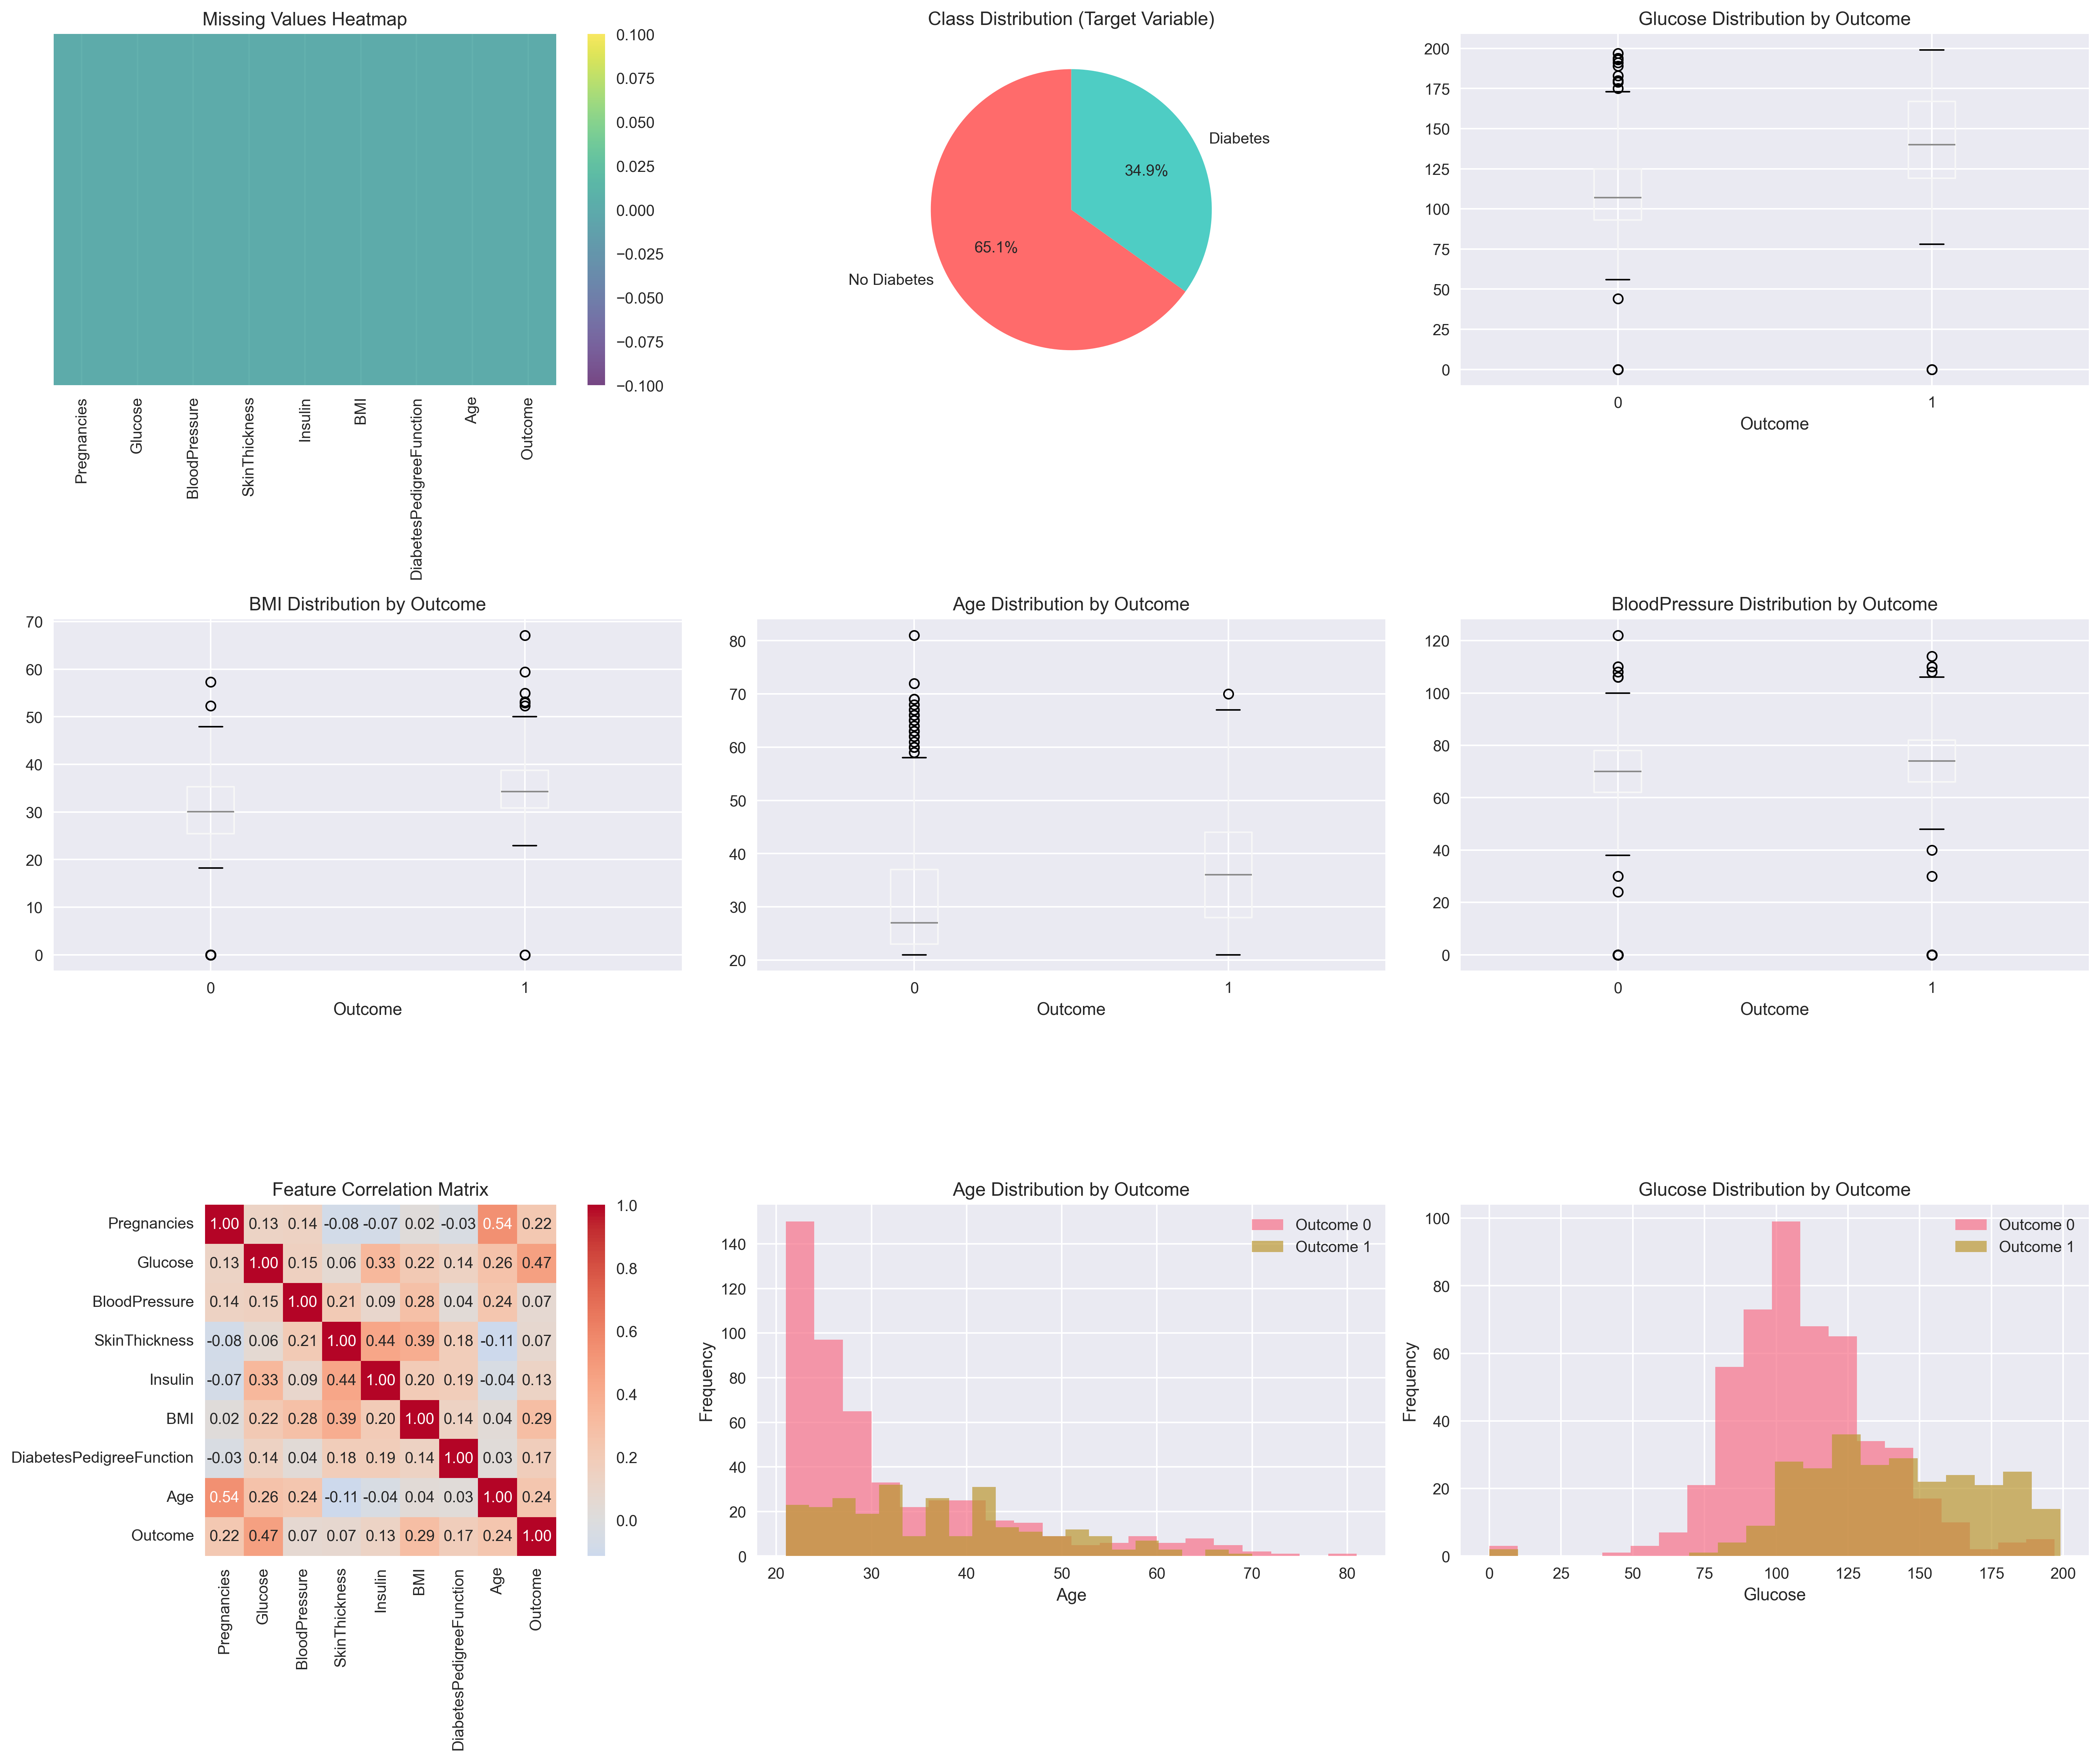 Missing Values Heatmap
0.100
0.075
0.050
0.025
0.000
−0.025
−0.050
−0.075
−0.100
Pregnancies
Glucose
BloodPressure
SkinThickness
Insulin
BMI
DiabetesPedigreeFunction
Age
Outcome
Class Distribution (Target Variable)
Diabetes
34.9%
65.1%
No Diabetes
Glucose Distribution by Outcome
200
175
150
125
100
75
50
25
0
0 1
Outcome
BMI Distribution by Outcome
70
60
50
40
30
20
10
0
0 1
Outcome
Age Distribution by Outcome
80
70
60
50
40
30
20
0 1
Outcome
BloodPressure Distribution by Outcome
120
100
80
60
40
20
0
0 1
Outcome
Feature Correlation Matrix
Pregnancies 1.00 0.13 0.14 -0.08 -0.07 0.02 -0.03 0.54 0.22
Glucose 0.13 1.00 0.15 0.06 0.33 0.22 0.14 0.26 0.47
BloodPressure 0.14 0.15 1.00 0.21 0.09 0.28 0.04 0.24 0.07
SkinThickness -0.08 0.06 0.21 1.00 0.44 0.39 0.18 -0.11 0.07
Insulin -0.07 0.33 0.09 0.44 1.00 0.20 0.19 -0.04 0.13
BMI 0.02 0.22 0.28 0.39 0.20 1.00 0.14 0.04 0.29
DiabetesPedigreeFunction -0.03 0.14 0.04 0.18 0.19 0.14 1.00 0.03 0.17
Age 0.54 0.26 0.24 -0.11 -0.04 0.04 0.03 1.00 0.24
Outcome 0.22 0.47 0.07 0.07 0.13 0.29 0.17 0.24 1.00
Pregnancies
Glucose
BloodPressure
SkinThickness
Insulin
BMI
DiabetesPedigreeFunction
Age
Outcome
1.0
0.8
0.6
0.4
0.2
0.0
Age Distribution by Outcome
Outcome 0
Outcome 1
Frequency
140
120
100
80
60
40
20
0
20 30 40 50 60 70 80
Age
Glucose Distribution by Outcome
Outcome 0
Outcome 1
Frequency
100
80
60
40
20
0
0 25 50 75 100 125 150 175 200
Glucose